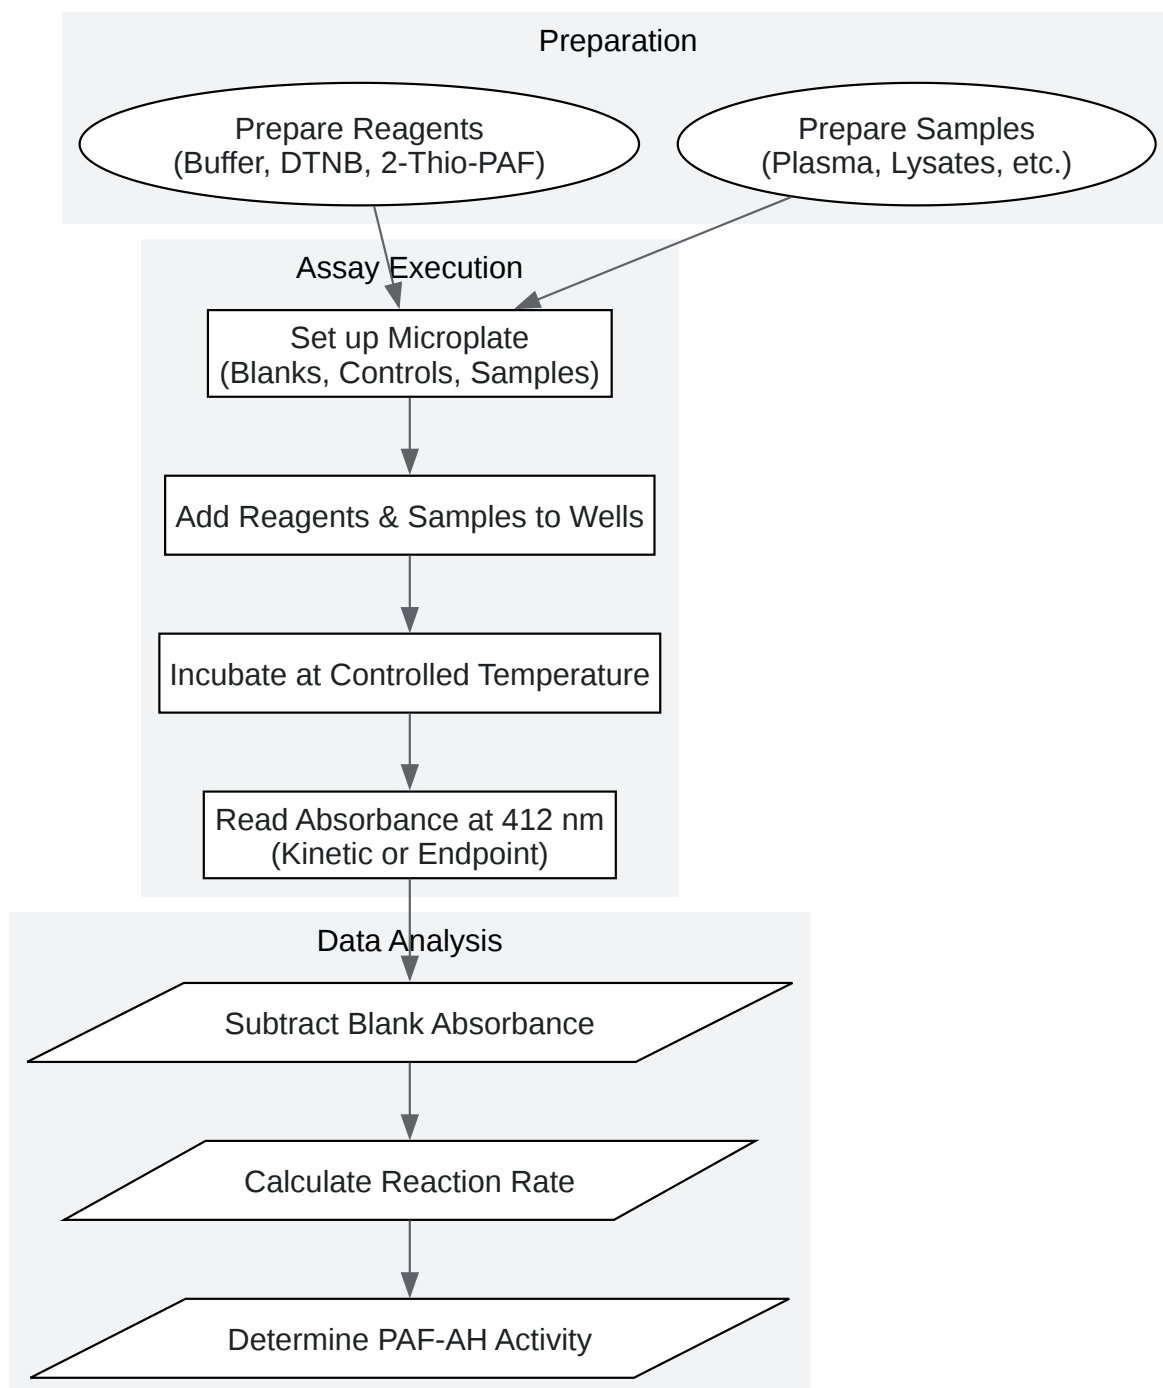 Preparation
Prepare Reagents
(Buffer, DTNB, 2-Thio-PAF)
Prepare Samples
(Plasma, Lysates, etc.)
Assay Execution
Set up Microplate
(Blanks, Controls, Samples)
Add Reagents & Samples to Wells
Incubate at Controlled Temperature
Read Absorbance at 412 nm
(Kinetic or Endpoint)
Data Analysis
Subtract Blank Absorbance
Calculate Reaction Rate
Determine PAF-AH Activity